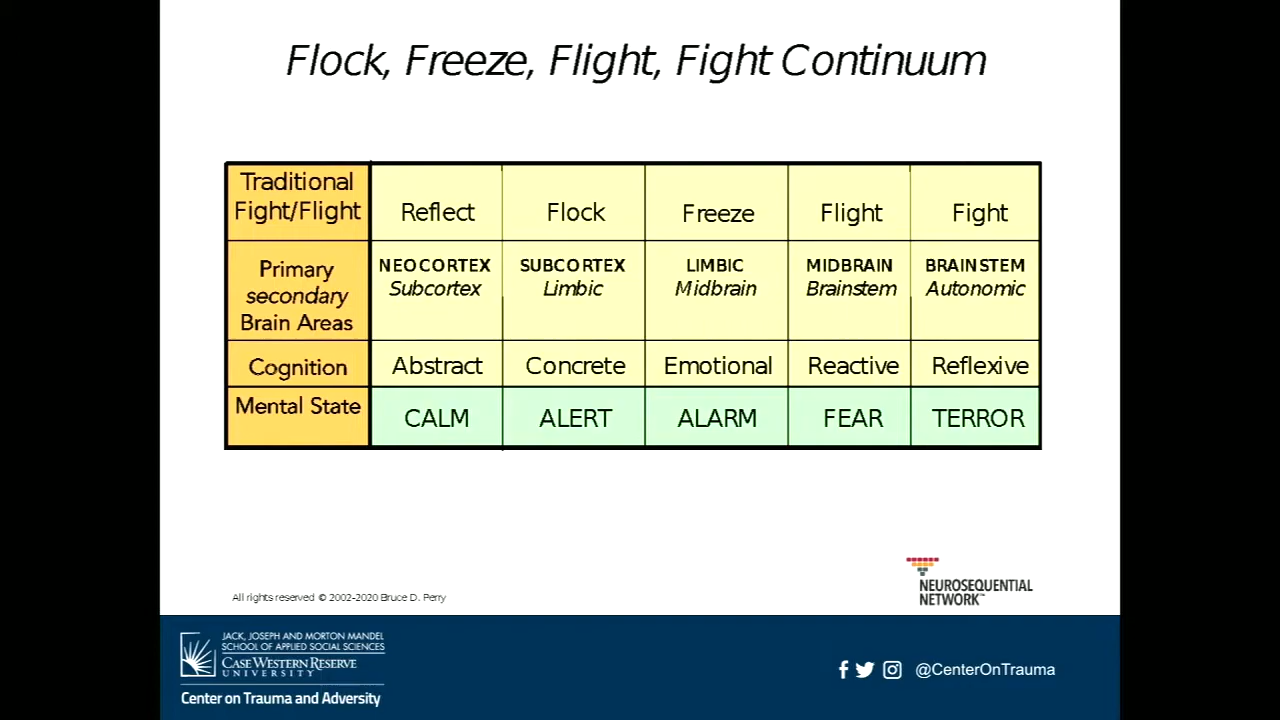 Flock, Freeze, Flight, Fight Continuum
Traditional
Fight/Flight
Reflect
Flock
Freeze
Flight
Fight
Primary
secondary
Brain Areas
NEOCORTEX
Subcortex
SUBCORTEX
Limbic
LIMBIC
Midbrain
MIDBRAIN
Brainstem
BRAINSTEM
Autonomic
Cognition
Abstract
Concrete
Emotional
Reactive
Reflexive
Mental State
CALM
ALERT
ALARM
FEAR
TERROR
All rights reserved © 2002-2020 Bruce D. Perry
NEUROSEQUENTIAL
NETWORK™
JACK, JOSEPH AND MORTON MANDEL
SCHOOL OF APPLIED SOCIAL SCIENCES
CASE WESTERN RESERVE
UNIVERSITY
Center on Trauma and Adversity
@CenterOnTrauma